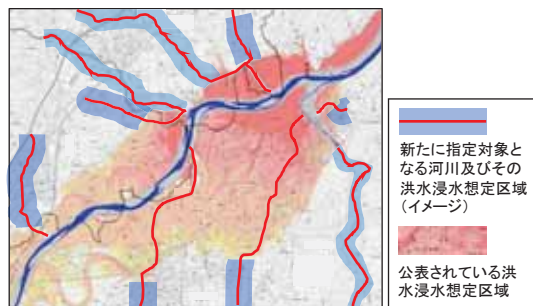 新たに指定対象と
なる河川及びその
洪水浸水想定区域
(イメージ)
公表されている洪
水浸水想定区域